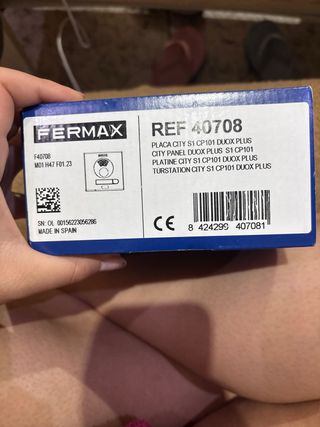 FERMAX
F40708
M01 H47 F01.23
SN: OL 00156223056286
MADE IN SPAIN
REF 40708
PLACA CITY S1 CP101 DUOX PLUS
CITY PANEL DUOX PLUS S1 CP101
PLATINE CITY S1 CP101 DUOX PLUS
TÜRSTATION CITY S1 CP101 DUOX PLUS
CE
8 424299 407081